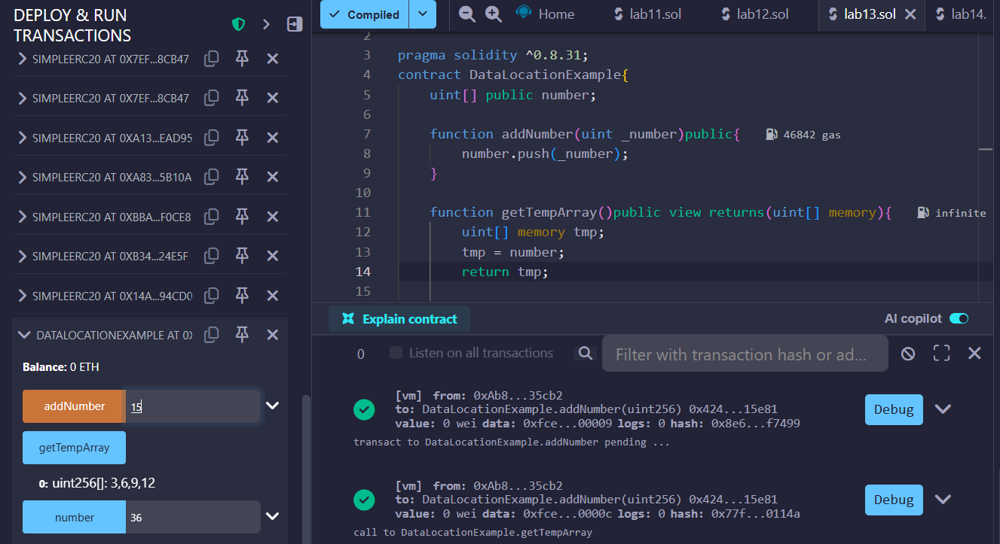 DEPLOY & RUN
TRANSACTIONS
SIMPLEERC20 AT 0X7EF...8CB47
SIMPLEERC20 AT 0X7EF...8CB47
SIMPLEERC20 AT 0XA13...EAD95
SIMPLEERC20 AT 0XA83...5B10A
SIMPLEERC20 AT 0XBBA...F0CE8
SIMPLEERC20 AT 0XB34...24E5F
SIMPLEERC20 AT 0X14A...94CD0
DATALOCATIONEXAMPLE AT 0X
Balance: 0 ETH
addNumber 15
getTempArray
0: uint256[]: 3,6,9,12
number 36
Compiled Home lab11.sol lab12.sol lab13.sol lab14.
2
3 pragma solidity ^0.8.31;
4 contract DataLocationExample{
5 uint[] public number;
6
7 function addNumber(uint _number)public{ 46842 gas
8 number.push(_number);
9 }
10
11 function getTempArray()public view returns(uint[] memory){ infinite
12 uint[] memory tmp;
13 tmp = number;
14 return tmp;
15
Explain contract AI copilot
0 Listen on all transactions Filter with transaction hash or ad...
[vm] from: 0xAb8...35cb2
to: DataLocationExample.addNumber(uint256) 0x424...15e81
value: 0 wei data: 0xfce...00009 logs: 0 hash: 0x8e6...f7499
Debug
transact to DataLocationExample.addNumber pending ...
[vm] from: 0xAb8...35cb2
to: DataLocationExample.addNumber(uint256) 0x424...15e81
value: 0 wei data: 0xfce...0000c logs: 0 hash: 0x77f...0114a
Debug
call to DataLocationExample.getTempArray